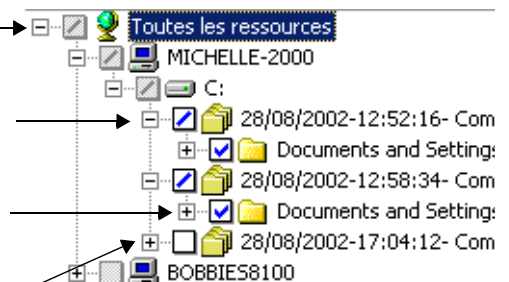 Toutes les ressources
MICHELLE-2000
C:
28/08/2002-12:52:16- Com
Documents and Settings
28/08/2002-12:58:34- Com
Documents and Settings
28/08/2002-17:04:12- Com
BOBBIES8100